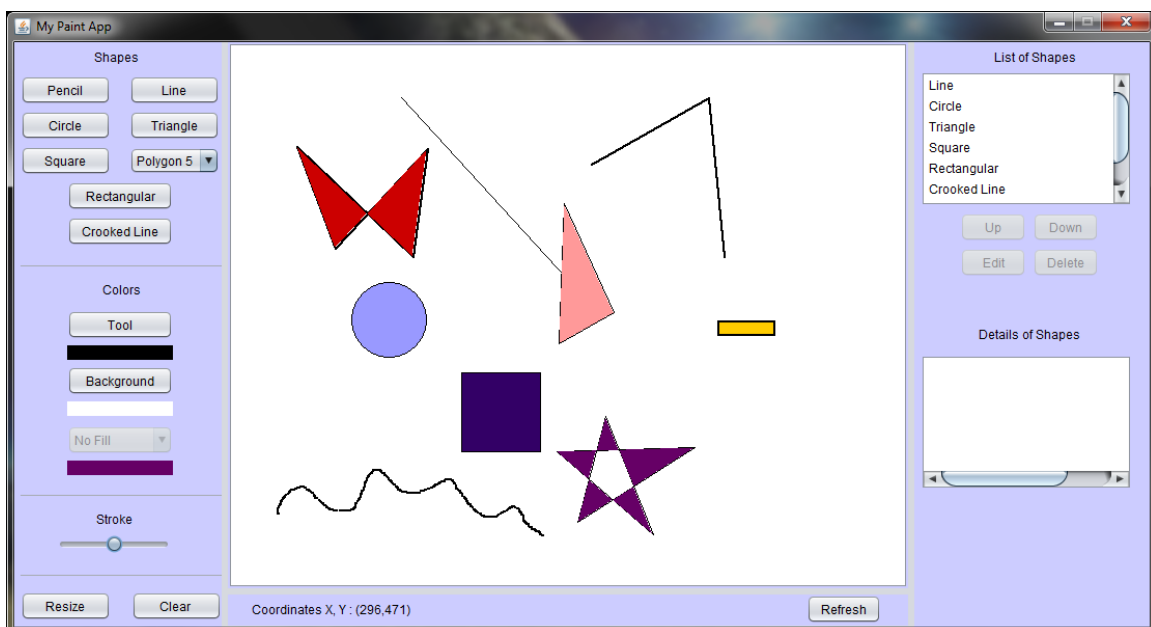 My Paint App
Shapes
Pencil Line
Circle Triangle
Square Polygon 5
Rectangular
Crooked Line
Colors
Tool
Background
No Fill
Stroke
Resize Clear
Coordinates X, Y : (296,471)
Refresh
List of Shapes
Line
Circle
Triangle
Square
Rectangular
Crooked Line
Up Down
Edit Delete
Details of Shapes